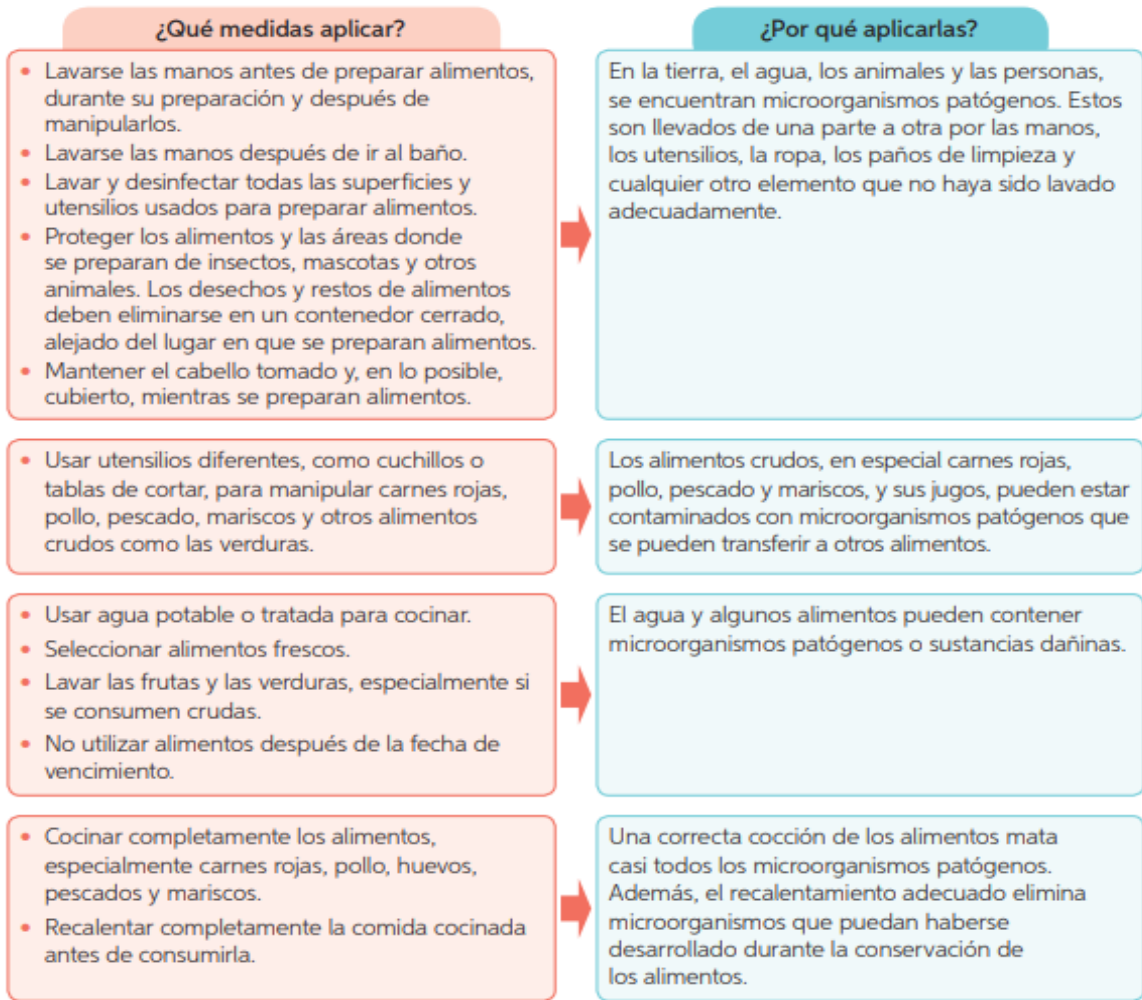 ¿Qué medidas aplicar?
¿Por qué aplicarlas?
• Lavarse las manos antes de preparar alimentos,
durante su preparación y después de
manipularlos.
• Lavarse las manos después de ir al baño.
• Lavar y desinfectar todas las superficies y
utensilios usados para preparar alimentos.
• Proteger los alimentos y las áreas donde
se preparan de insectos, mascotas y otros
animales. Los desechos y restos de alimentos
deben eliminarse en un contenedor cerrado,
alejado del lugar en que se preparan alimentos.
• Mantener el cabello tomado y, en lo posible,
cubierto, mientras se preparan alimentos.
En la tierra, el agua, los animales y las personas,
se encuentran microorganismos patógenos. Estos
son llevados de una parte a otra por las manos,
los utensilios, la ropa, los paños de limpieza y
cualquier otro elemento que no haya sido lavado
adecuadamente.
• Usar utensilios diferentes, como cuchillos o
tablas de cortar, para manipular carnes rojas,
pollo, pescado, mariscos y otros alimentos
crudos como las verduras.
Los alimentos crudos, en especial carnes rojas,
pollo, pescado y mariscos, y sus jugos, pueden estar
contaminados con microorganismos patógenos que
se pueden transferir a otros alimentos.
• Usar agua potable o tratada para cocinar.
• Seleccionar alimentos frescos.
• Lavar las frutas y las verduras, especialmente si
se consumen crudas.
• No utilizar alimentos después de la fecha de
vencimiento.
El agua y algunos alimentos pueden contener
microorganismos patógenos o sustancias dañinas.
• Cocinar completamente los alimentos,
especialmente carnes rojas, pollo, huevos,
pescados y mariscos.
• Recalentar completamente la comida cocinada
antes de consumirla.
Una correcta cocción de los alimentos mata
casi todos los microorganismos patógenos.
Además, el recalentamiento adecuado elimina
microorganismos que puedan haberse
desarrollado durante la conservación de
los alimentos.